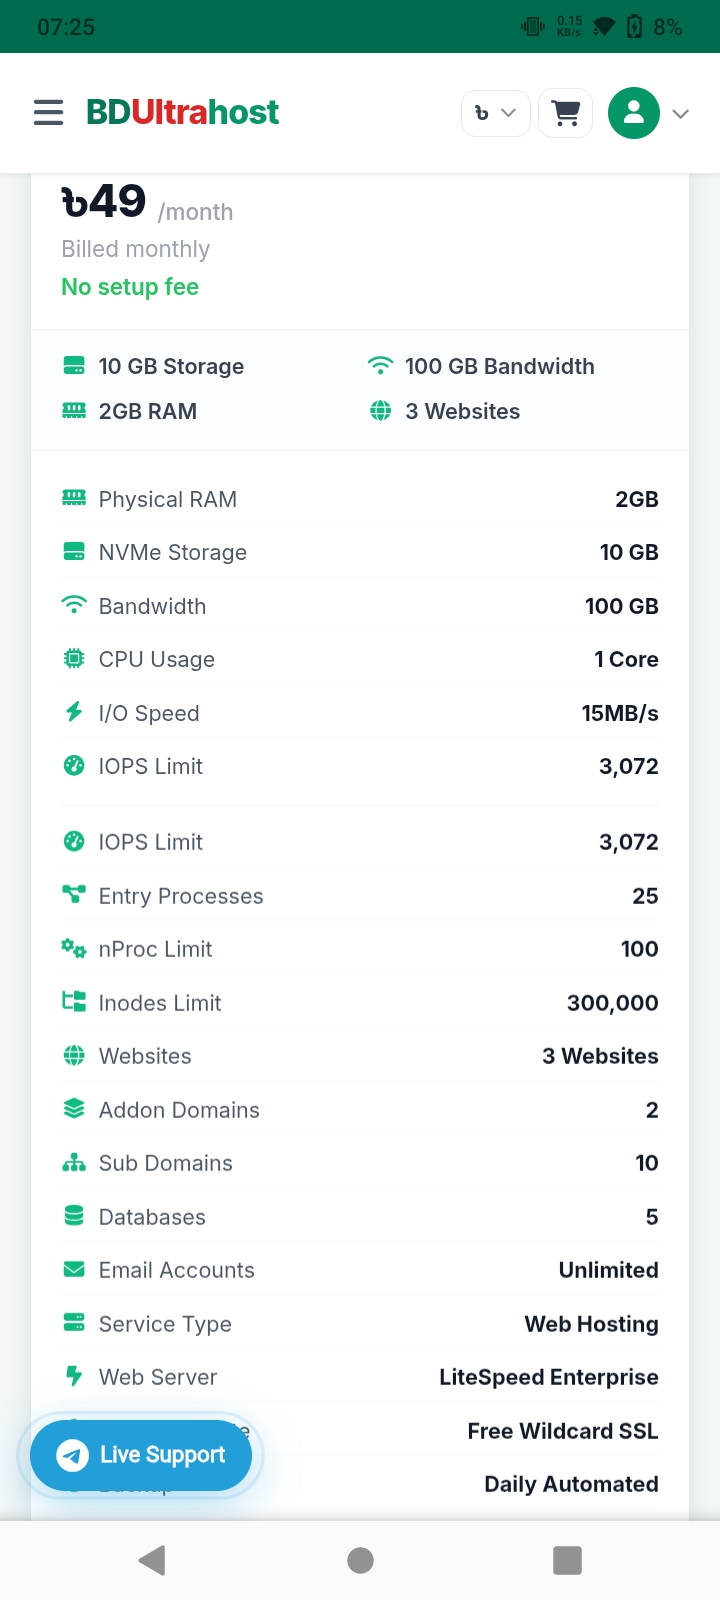 07:25
0.15
KB/s
8%
BDUltrahost
৳
৳49 /month
Billed monthly
No setup fee
10 GB Storage
100 GB Bandwidth
2GB RAM
3 Websites
Physical RAM 2GB
NVMe Storage 10 GB
Bandwidth 100 GB
CPU Usage 1 Core
I/O Speed 15MB/s
IOPS Limit 3,072
IOPS Limit 3,072
Entry Processes 25
nProc Limit 100
Inodes Limit 300,000
Websites 3 Websites
Addon Domains 2
Sub Domains 10
Databases 5
Email Accounts Unlimited
Service Type Web Hosting
Web Server LiteSpeed Enterprise
Free Wildcard SSL
Live Support
Daily Automated